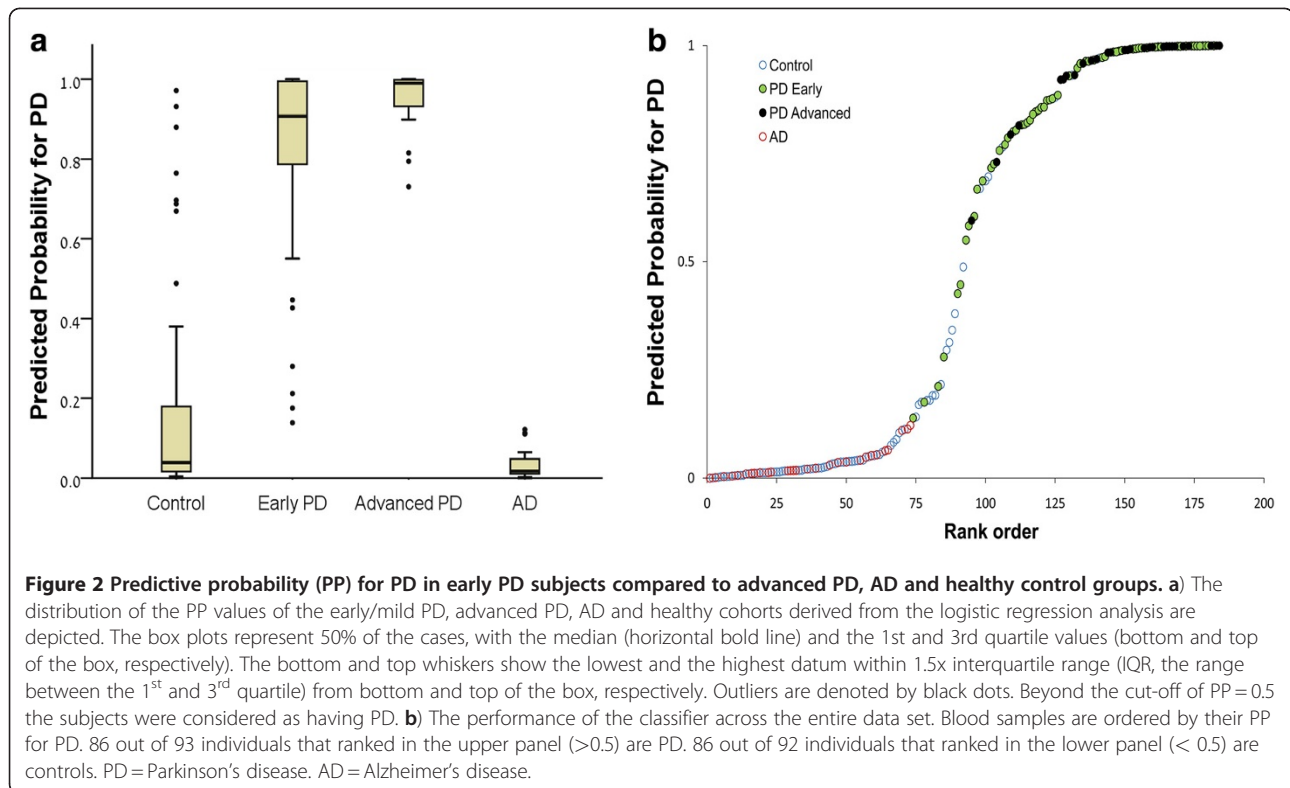 a
Predicted Probability for PD
1.0
0.8
0.6
0.4
0.2
0.0
Control
Early PD
Advanced PD
AD
b
Predicted Probability for PD
1
0.5
0
Control
PD Early
PD Advanced
AD
0
25
50
75
100
125
150
175
200
Rank order
Figure 2 Predictive probability (PP) for PD in early PD subjects compared to advanced PD, AD and healthy control groups. a) The
distribution of the PP values of the early/mild PD, advanced PD, AD and healthy cohorts derived from the logistic regression analysis are
depicted. The box plots represent 50% of the cases, with the median (horizontal bold line) and the 1st and 3rd quartile values (bottom and top
of the box, respectively). The bottom and top whiskers show the lowest and the highest datum within 1.5x interquartile range (IQR, the range
between the 1st and 3rd quartile) from bottom and top of the box, respectively. Outliers are denoted by black dots. Beyond the cut-off of PP = 0.5
the subjects were considered as having PD. b) The performance of the classifier across the entire data set. Blood samples are ordered by their PP
for PD. 86 out of 93 individuals that ranked in the upper panel (>0.5) are PD. 86 out of 92 individuals that ranked in the lower panel (< 0.5) are
controls. PD = Parkinson's disease. AD = Alzheimer's disease.